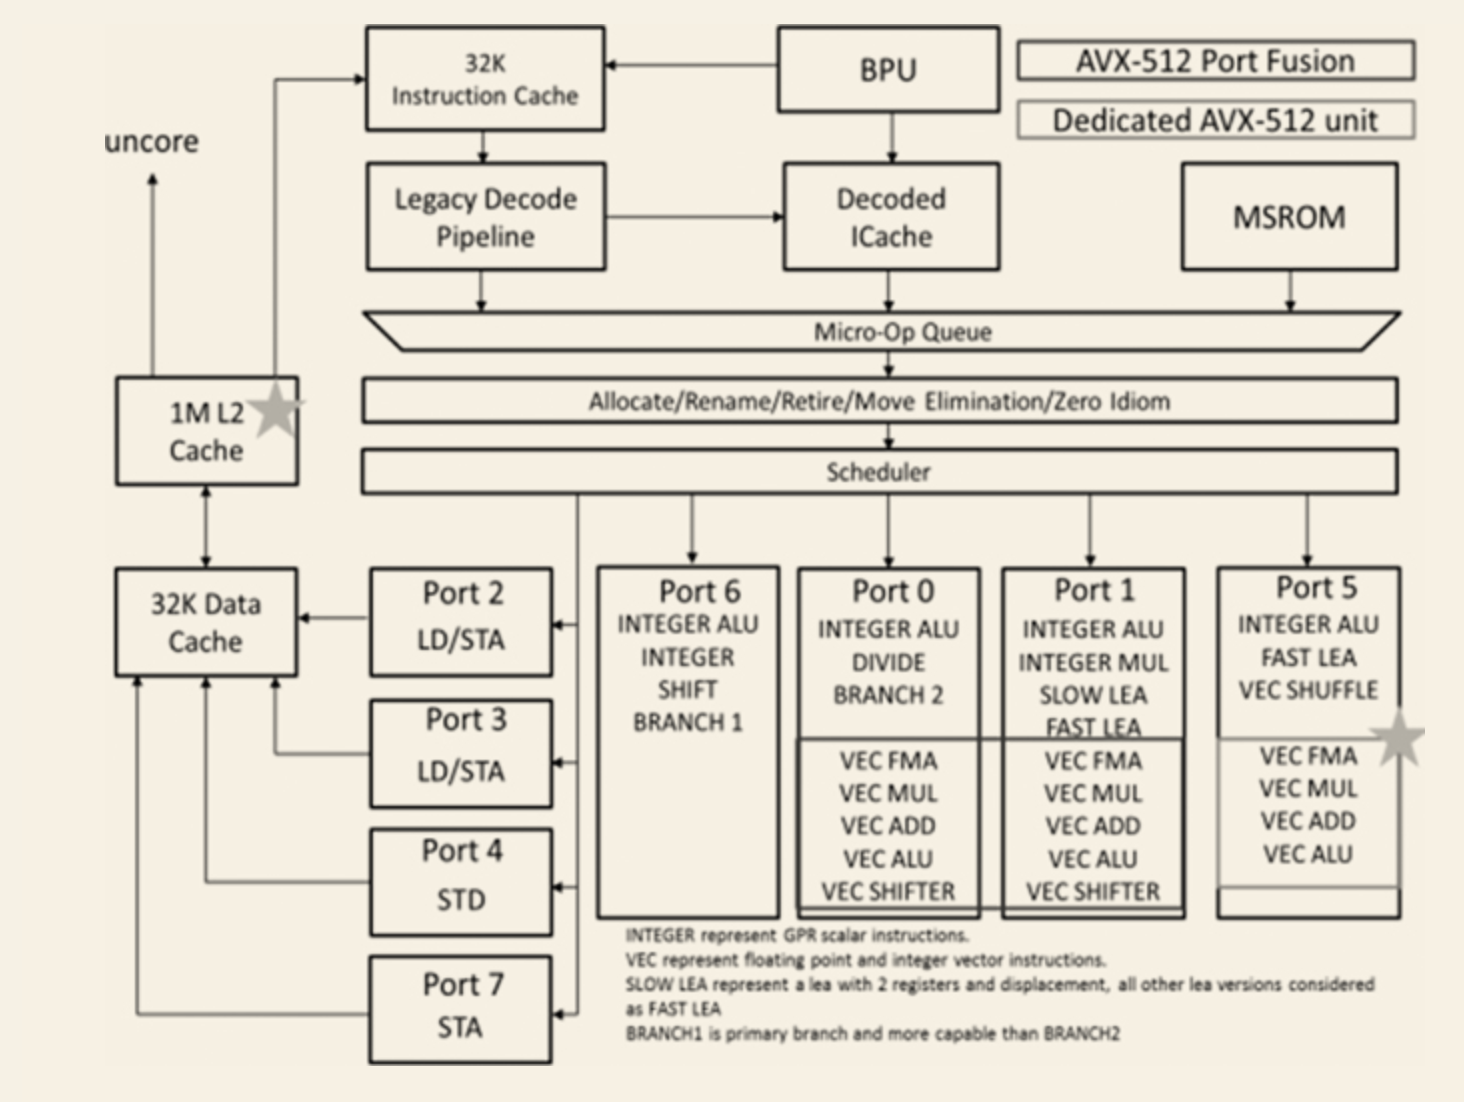 32K
Instruction Cache
BPU
AVX-512 Port Fusion
Dedicated AVX-512 unit
uncore
Legacy Decode
Pipeline
Decoded
ICache
MSROM
Micro-Op Queue
1M L2
Cache
Allocate/Rename/Retire/Move Elimination/Zero Idiom
Scheduler
32K Data
Cache
Port 2
LD/STA
Port 3
LD/STA
Port 4
STD
Port 7
STA
Port 6
INTEGER ALU
INTEGER
SHIFT
BRANCH 1
Port 0
INTEGER ALU
DIVIDE
BRANCH 2
VEC FMA
VEC MUL
VEC ADD
VEC ALU
VEC SHIFTER
Port 1
INTEGER ALU
INTEGER MUL
SLOW LEA
FAST LEA
VEC FMA
VEC MUL
VEC ADD
VEC ALU
VEC SHIFTER
Port 5
INTEGER ALU
FAST LEA
VEC SHUFFLE
VEC FMA
VEC MUL
VEC ADD
VEC ALU
INTEGER represent GPR scalar instructions.
VEC represent floating point and integer vector instructions.
SLOW LEA represent a lea with 2 registers and displacement, all other lea versions considered
as FAST LEA
BRANCH1 is primary branch and more capable than BRANCH2